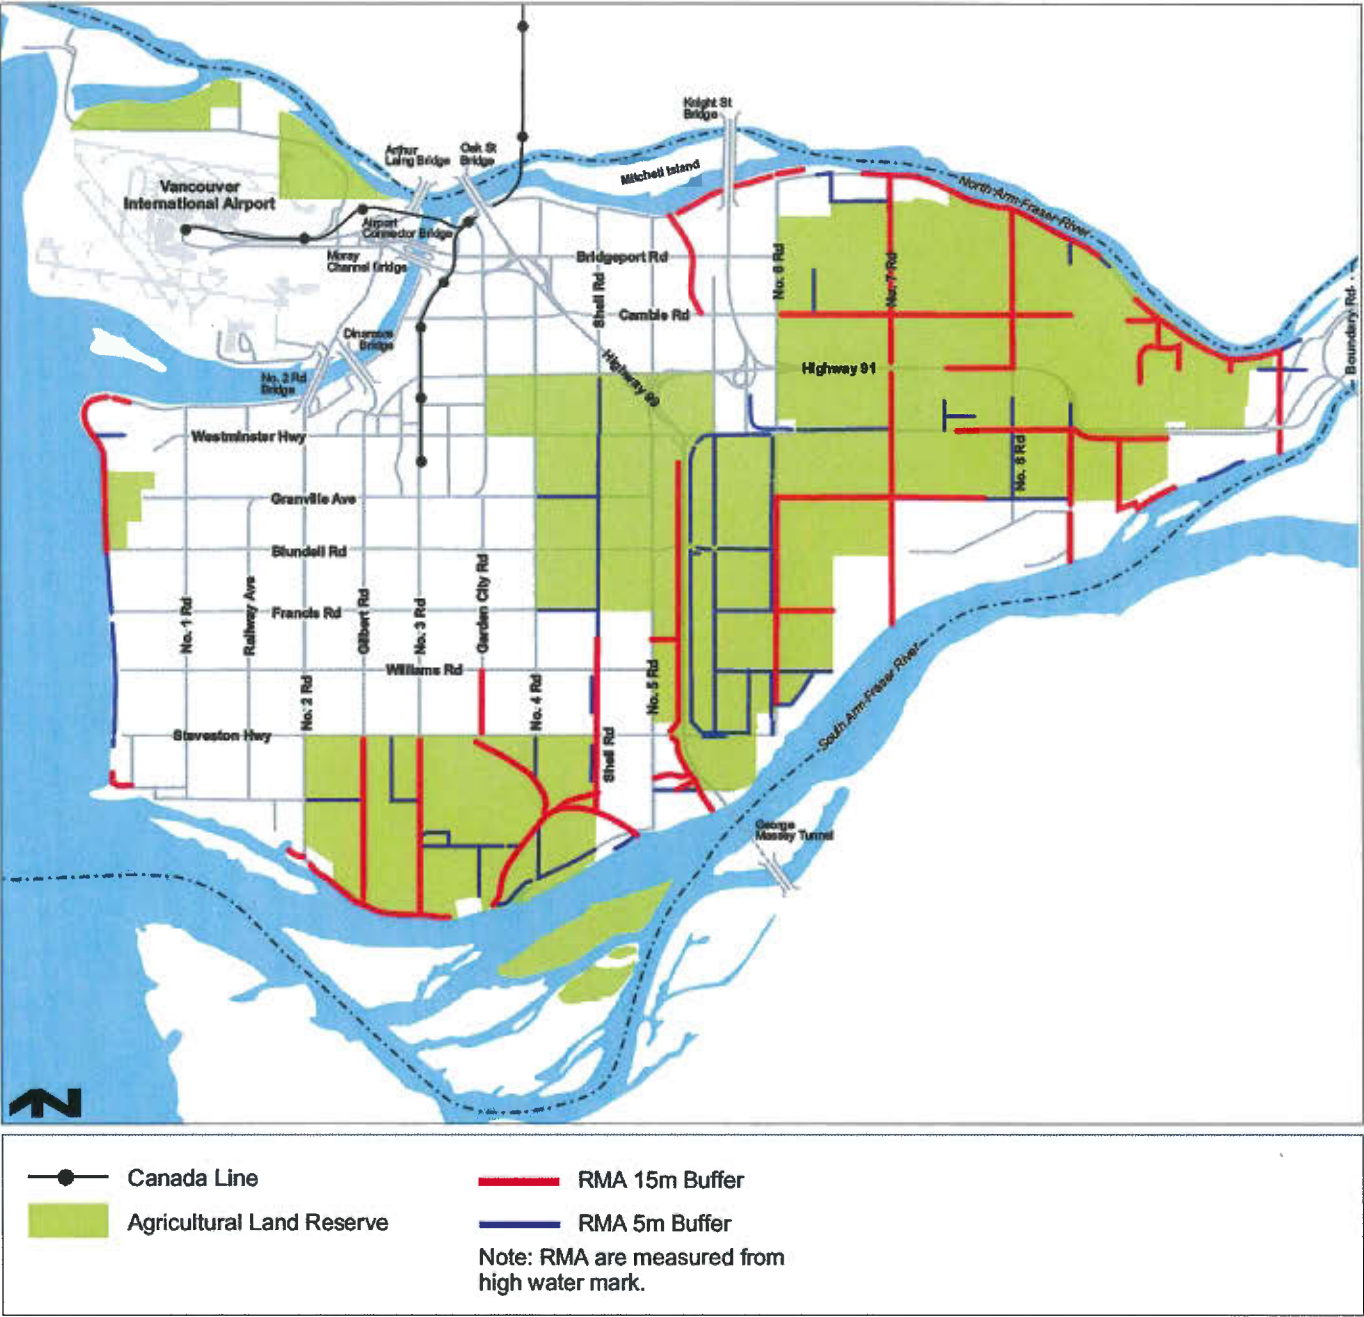 Knight St
Bridge
Arthur
Laing Bridge
Oak St
Bridge
Mitchell Island
North Arm Fraser River
Vancouver
International Airport
Airport
Connector Bridge
Moray
Channel Bridge
Bridgeport Rd
Shell Rd
No. 6 Rd
No. 7 Rd
Cambie Rd
Boundary Rd
Dinsmore
Bridge
No. 2 Rd
Bridge
Highway 99
Highway 91
Westminster Hwy
No. 8 Rd
Granville Ave
Blundell Rd
No. 1 Rd
Railway Ave
Francis Rd
Gilbert Rd
No. 3 Rd
Garden City Rd
Williams Rd
No. 2 Rd
No. 4 Rd
No. 5 Rd
South Arm Fraser River
Steveston Hwy
Shell Rd
George
Massey Tunnel
N
Canada Line
Agricultural Land Reserve
RMA 15m Buffer
RMA 5m Buffer
Note: RMA are measured from
high water mark.